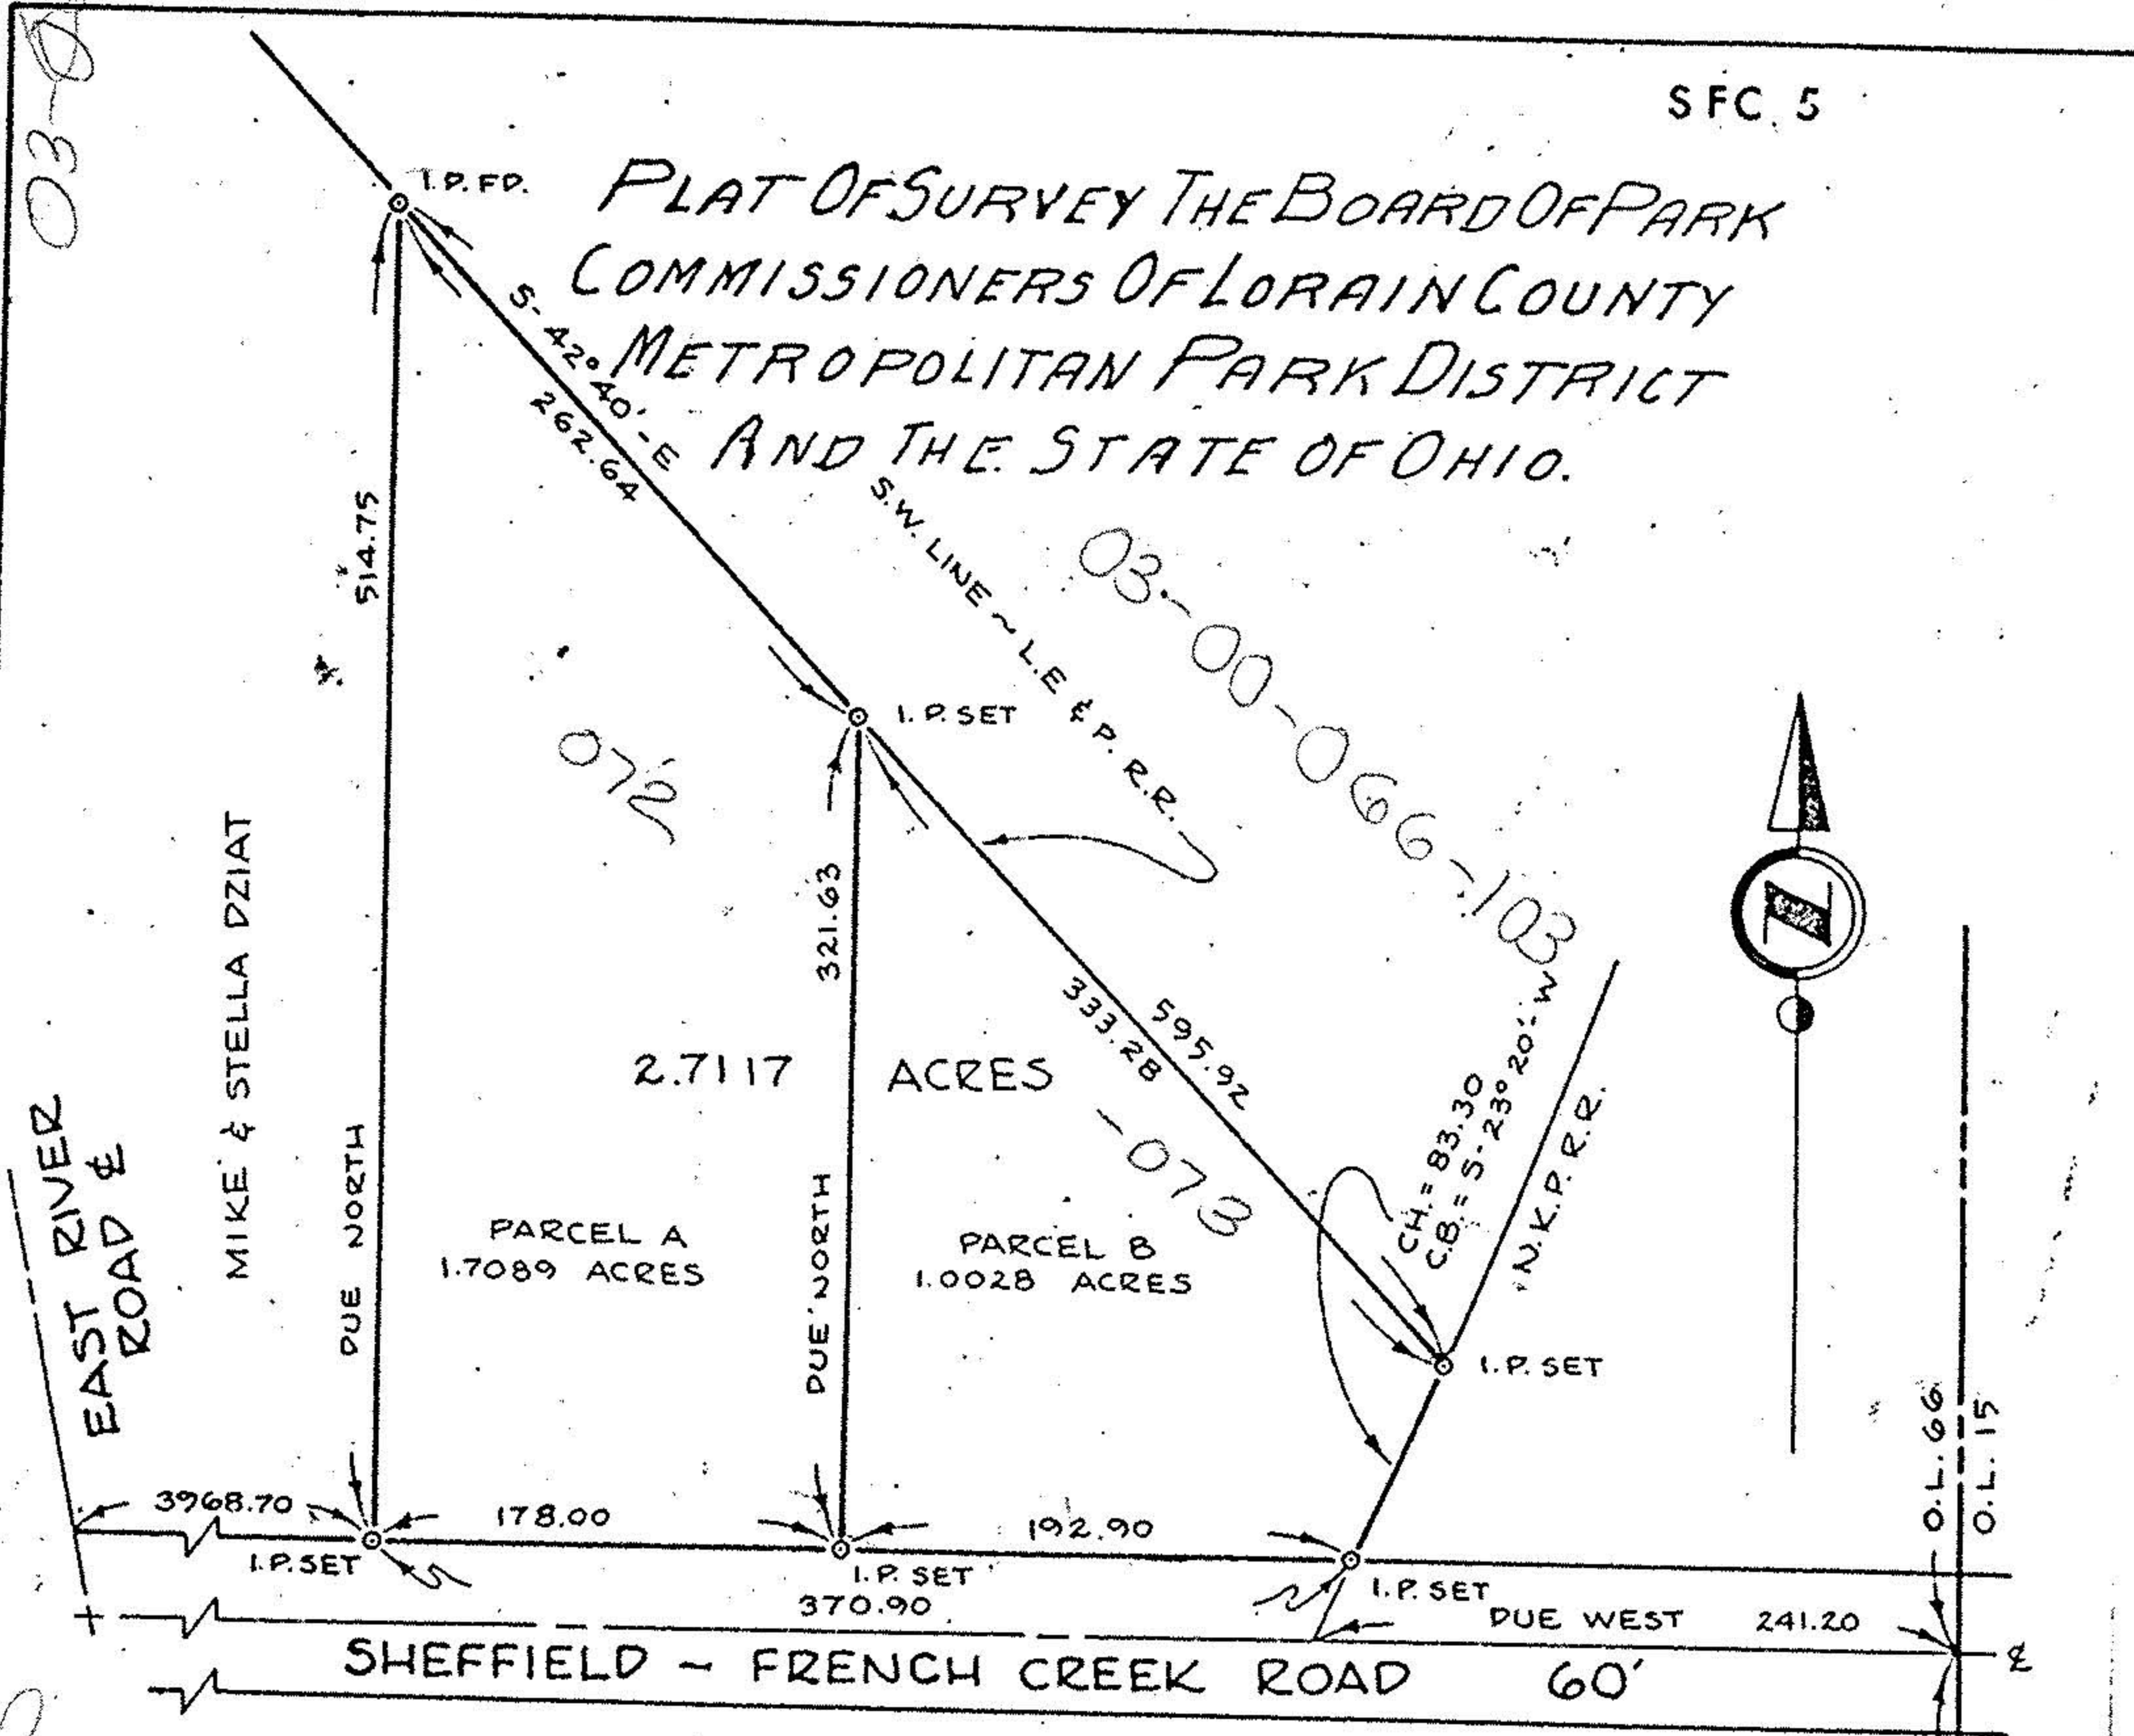 SFC. 5
03-
PLAT OF SURVEY THE BOARD OF PARK
COMMISSIONERS OF LORAIN COUNTY
METROPOLITAN PARK DISTRICT
AND THE STATE OF OHIO.
I.P. FD.
S-42°40'-E
262.64
S.W. LINE ~ L.E & P. R.R.
03-00-066-103
514.75
DUE NORTH
072
I.P. SET
321.63
DUE NORTH
595.92
333.28
2.7117 ACRES
-073
CH. = 83.30
C.B. = S-23°20'-W
N.K.P.R.R.
MIKE & STELLA DZIAT
EAST RIVER
ROAD ℄
PARCEL A
1.7089 ACRES
PARCEL B
1.0028 ACRES
I.P. SET
N
O.L. 66
O.L. 15
3968.70
178.00
192.90
I.P. SET
I.P. SET
I.P. SET
370.90
DUE WEST 241.20
℄
SHEFFIELD - FRENCH CREEK ROAD 60'